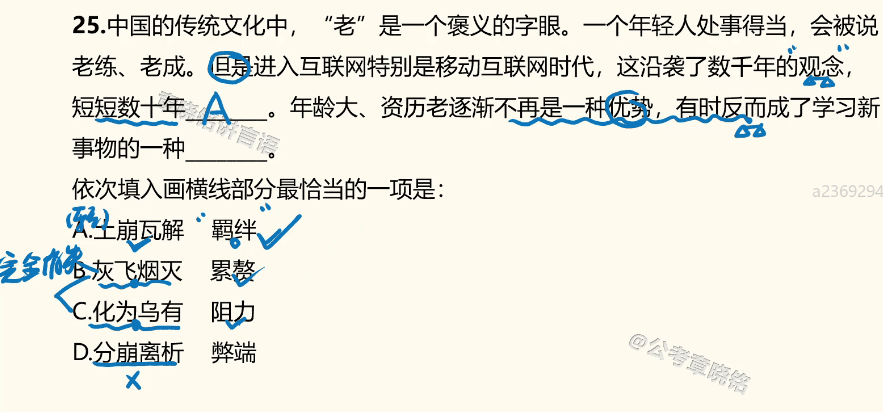 25.中国的传统文化中，“老”是一个褒义的字眼。一个年轻人处事得当，会被说
老练、老成。但是进入互联网特别是移动互联网时代，这沿袭了数千年的观念，
短短数十年________。年龄大、资历老逐渐不再是一种优势，有时反而成了学习新
A
事物的一种________。
依次填入画横线部分最恰当的一项是：
a2369294
A.土崩瓦解 羁绊
B.灰飞烟灭 累赘
完全消失
C.化为乌有 阻力
D.分崩离析 弊端
@公考章晓铭